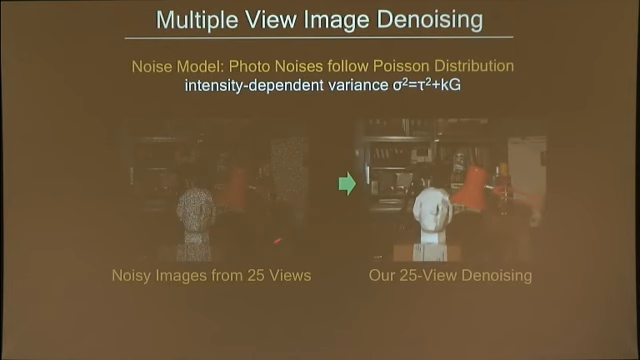 Multiple View Image Denoising
Noise Model: Photo Noises follow Poisson Distribution
intensity-dependent variance σ²=τ²+kG
Noisy Images from 25 Views
Our 25-View Denoising